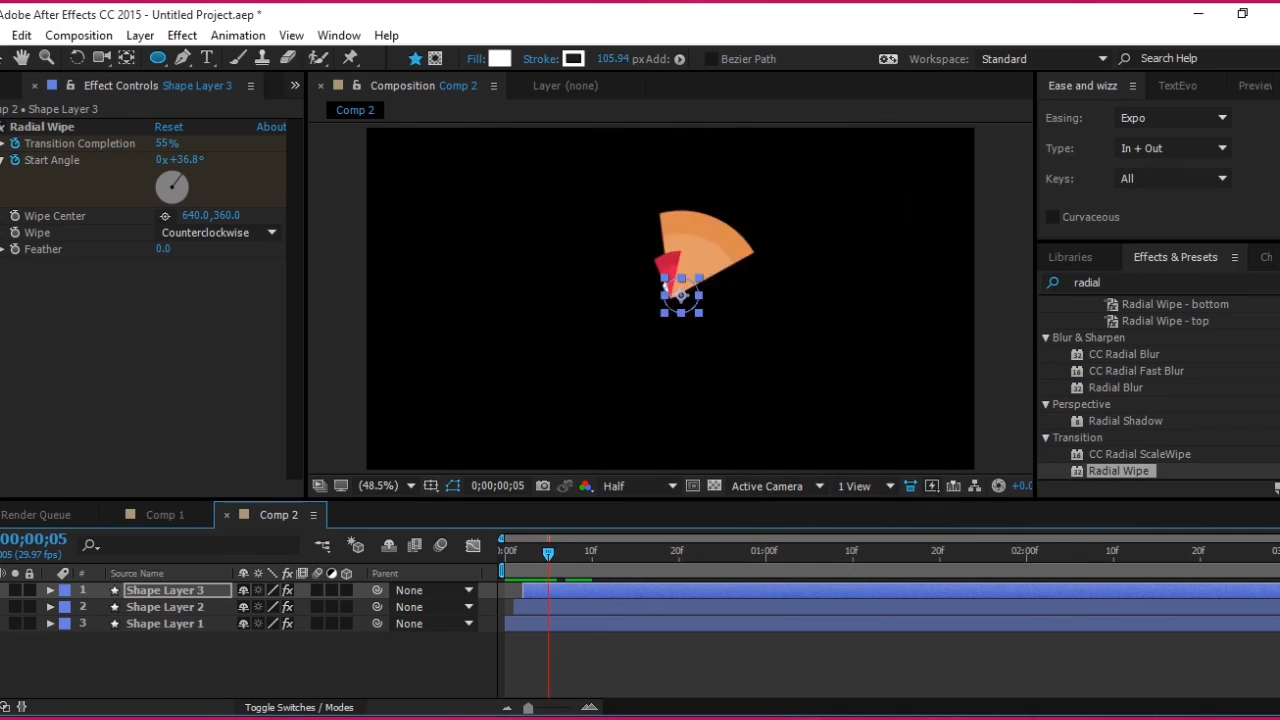 Adobe After Effects CC 2015 - Untitled Project.aep *
Edit Composition Layer Effect Animation View Window Help
Fill: Stroke: 105.94 px Add: Bezier Path Workspace: Standard Search Help
Effect Controls Shape Layer 3
Composition Comp 2 Layer (none)
Ease and wizz TextEvo Preview
p 2 • Shape Layer 3
Comp 2
Radial Wipe Reset About
Transition Completion 55%
Start Angle 0x+36.8°
Wipe Center 640.0,360.0
Wipe Counterclockwise
Feather 0.0
Easing: Expo
Type: In + Out
Keys: All
Curvaceous
Libraries Effects & Presets Ch
radial
Radial Wipe - bottom
Radial Wipe - top
Blur & Sharpen
CC Radial Blur
CC Radial Fast Blur
Radial Blur
Perspective
Radial Shadow
Transition
CC Radial ScaleWipe
Radial Wipe
(48.5%) 0;00;00;05 Half Active Camera 1 View +0.0
Render Queue Comp 1 Comp 2
00;00;05
005 (29.97 fps)
:00f 10f 20f 01:00f 10f 20f 02:00f 10f 20f 03
# Source Name Parent
1 Shape Layer 3 None
2 Shape Layer 2 None
3 Shape Layer 1 None
Toggle Switches / Modes